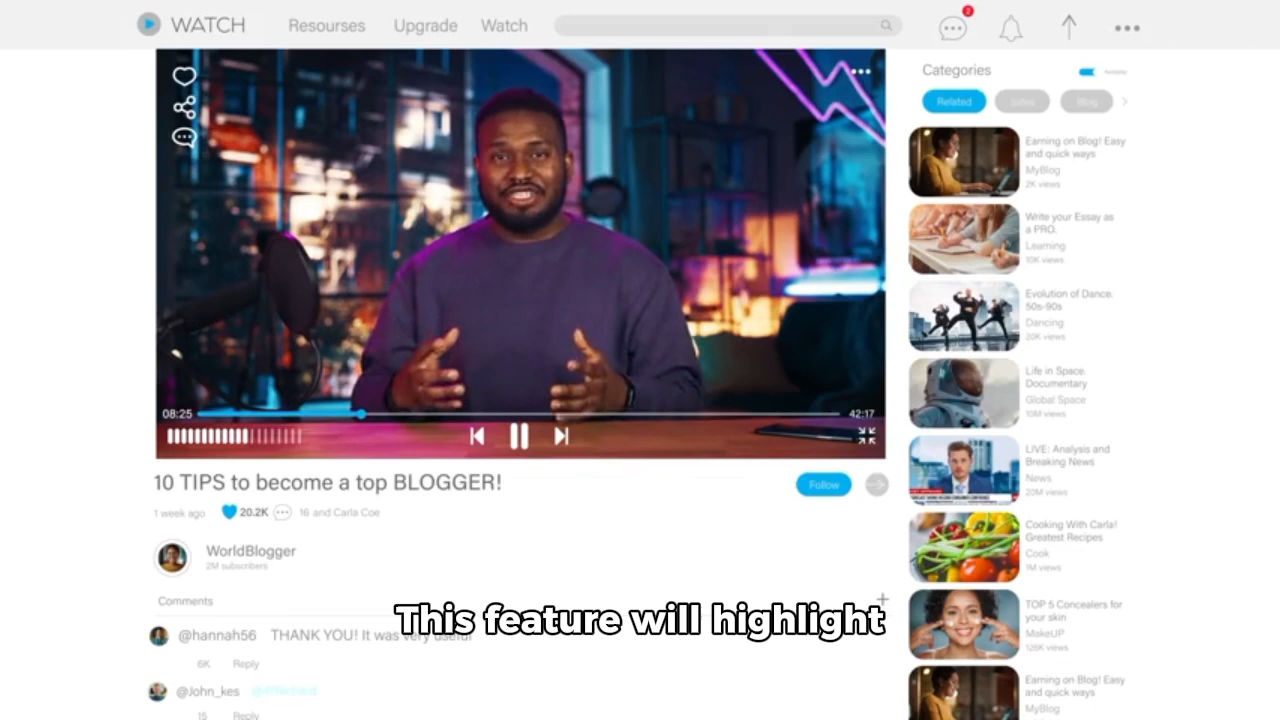 WATCH
Resourses
Upgrade
Watch
2
08:25
42:17
10 TIPS to become a top BLOGGER!
Follow
1 week ago
20.2K
16 and Carla Coe
WorldBlogger
2M subscribers
Comments
@hannah56 THANK YOU! It was very useful
6K Reply
@John_kes
15 Reply
This feature will highlight
Categories
Related
Blog
Earning on Blog! Easy
and quick ways
MyBlog
2K views
Write your Essay as
a PRO.
Learning
10K views
Evolution of Dance.
50s-90s
Dancing
20K views
Life in Space.
Documentary
Global Space
10M views
LIVE: Analysis and
Breaking News
News
20M views
Cooking With Carla!
Greatest Recipes
Cook
1M views
TOP 5 Concealers for
your skin
MakeUP
128K views
Earning on Blog! Easy
and quick ways
MyBlog